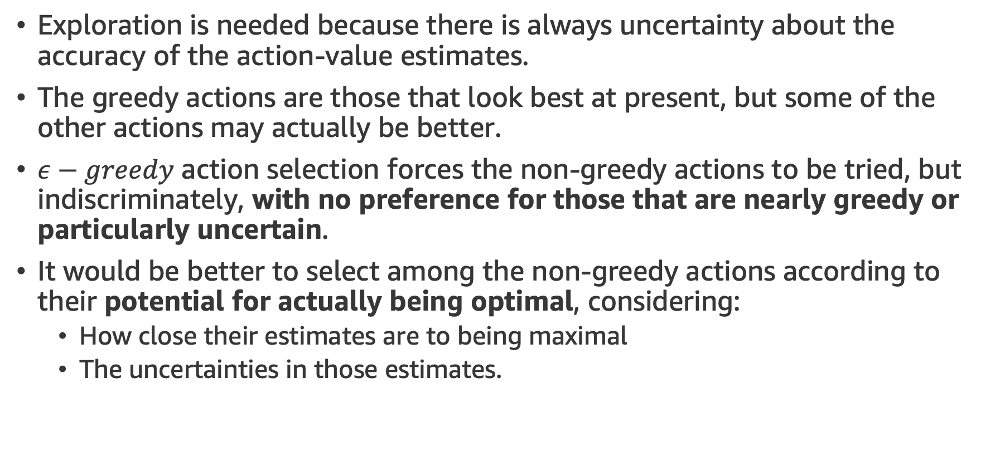 • Exploration is needed because there is always uncertainty about the
accuracy of the action-value estimates.
• The greedy actions are those that look best at present, but some of the
other actions may actually be better.
• ϵ − greedy action selection forces the non-greedy actions to be tried, but
indiscriminately, with no preference for those that are nearly greedy or
particularly uncertain.
• It would be better to select among the non-greedy actions according to
their potential for actually being optimal, considering:
• How close their estimates are to being maximal
• The uncertainties in those estimates.